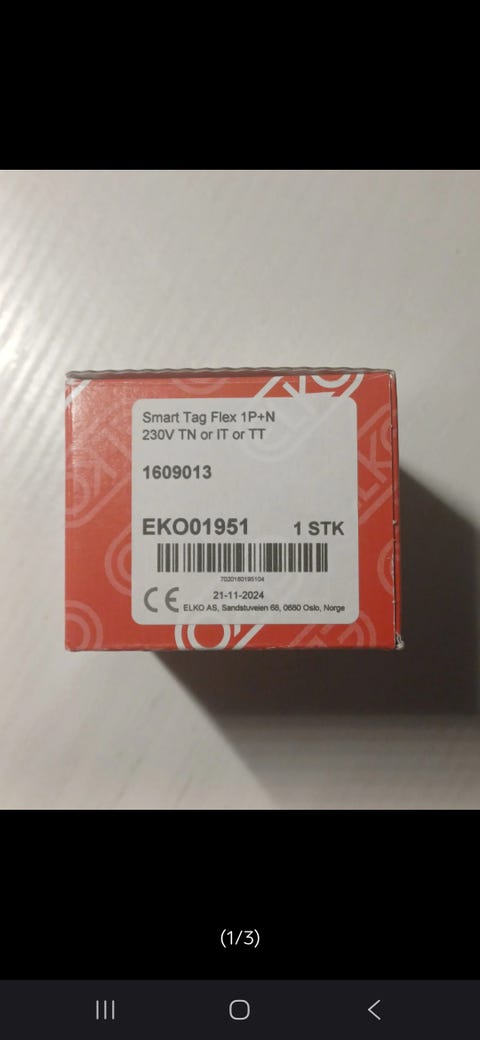 Smart Tag Flex 1P+N
230V TN or IT or TT
1609013
EKO01951 1 STK
7020160195104
21-11-2024
CE ELKO AS, Sandstuveien 68, 0680 Oslo, Norge
(1/3)